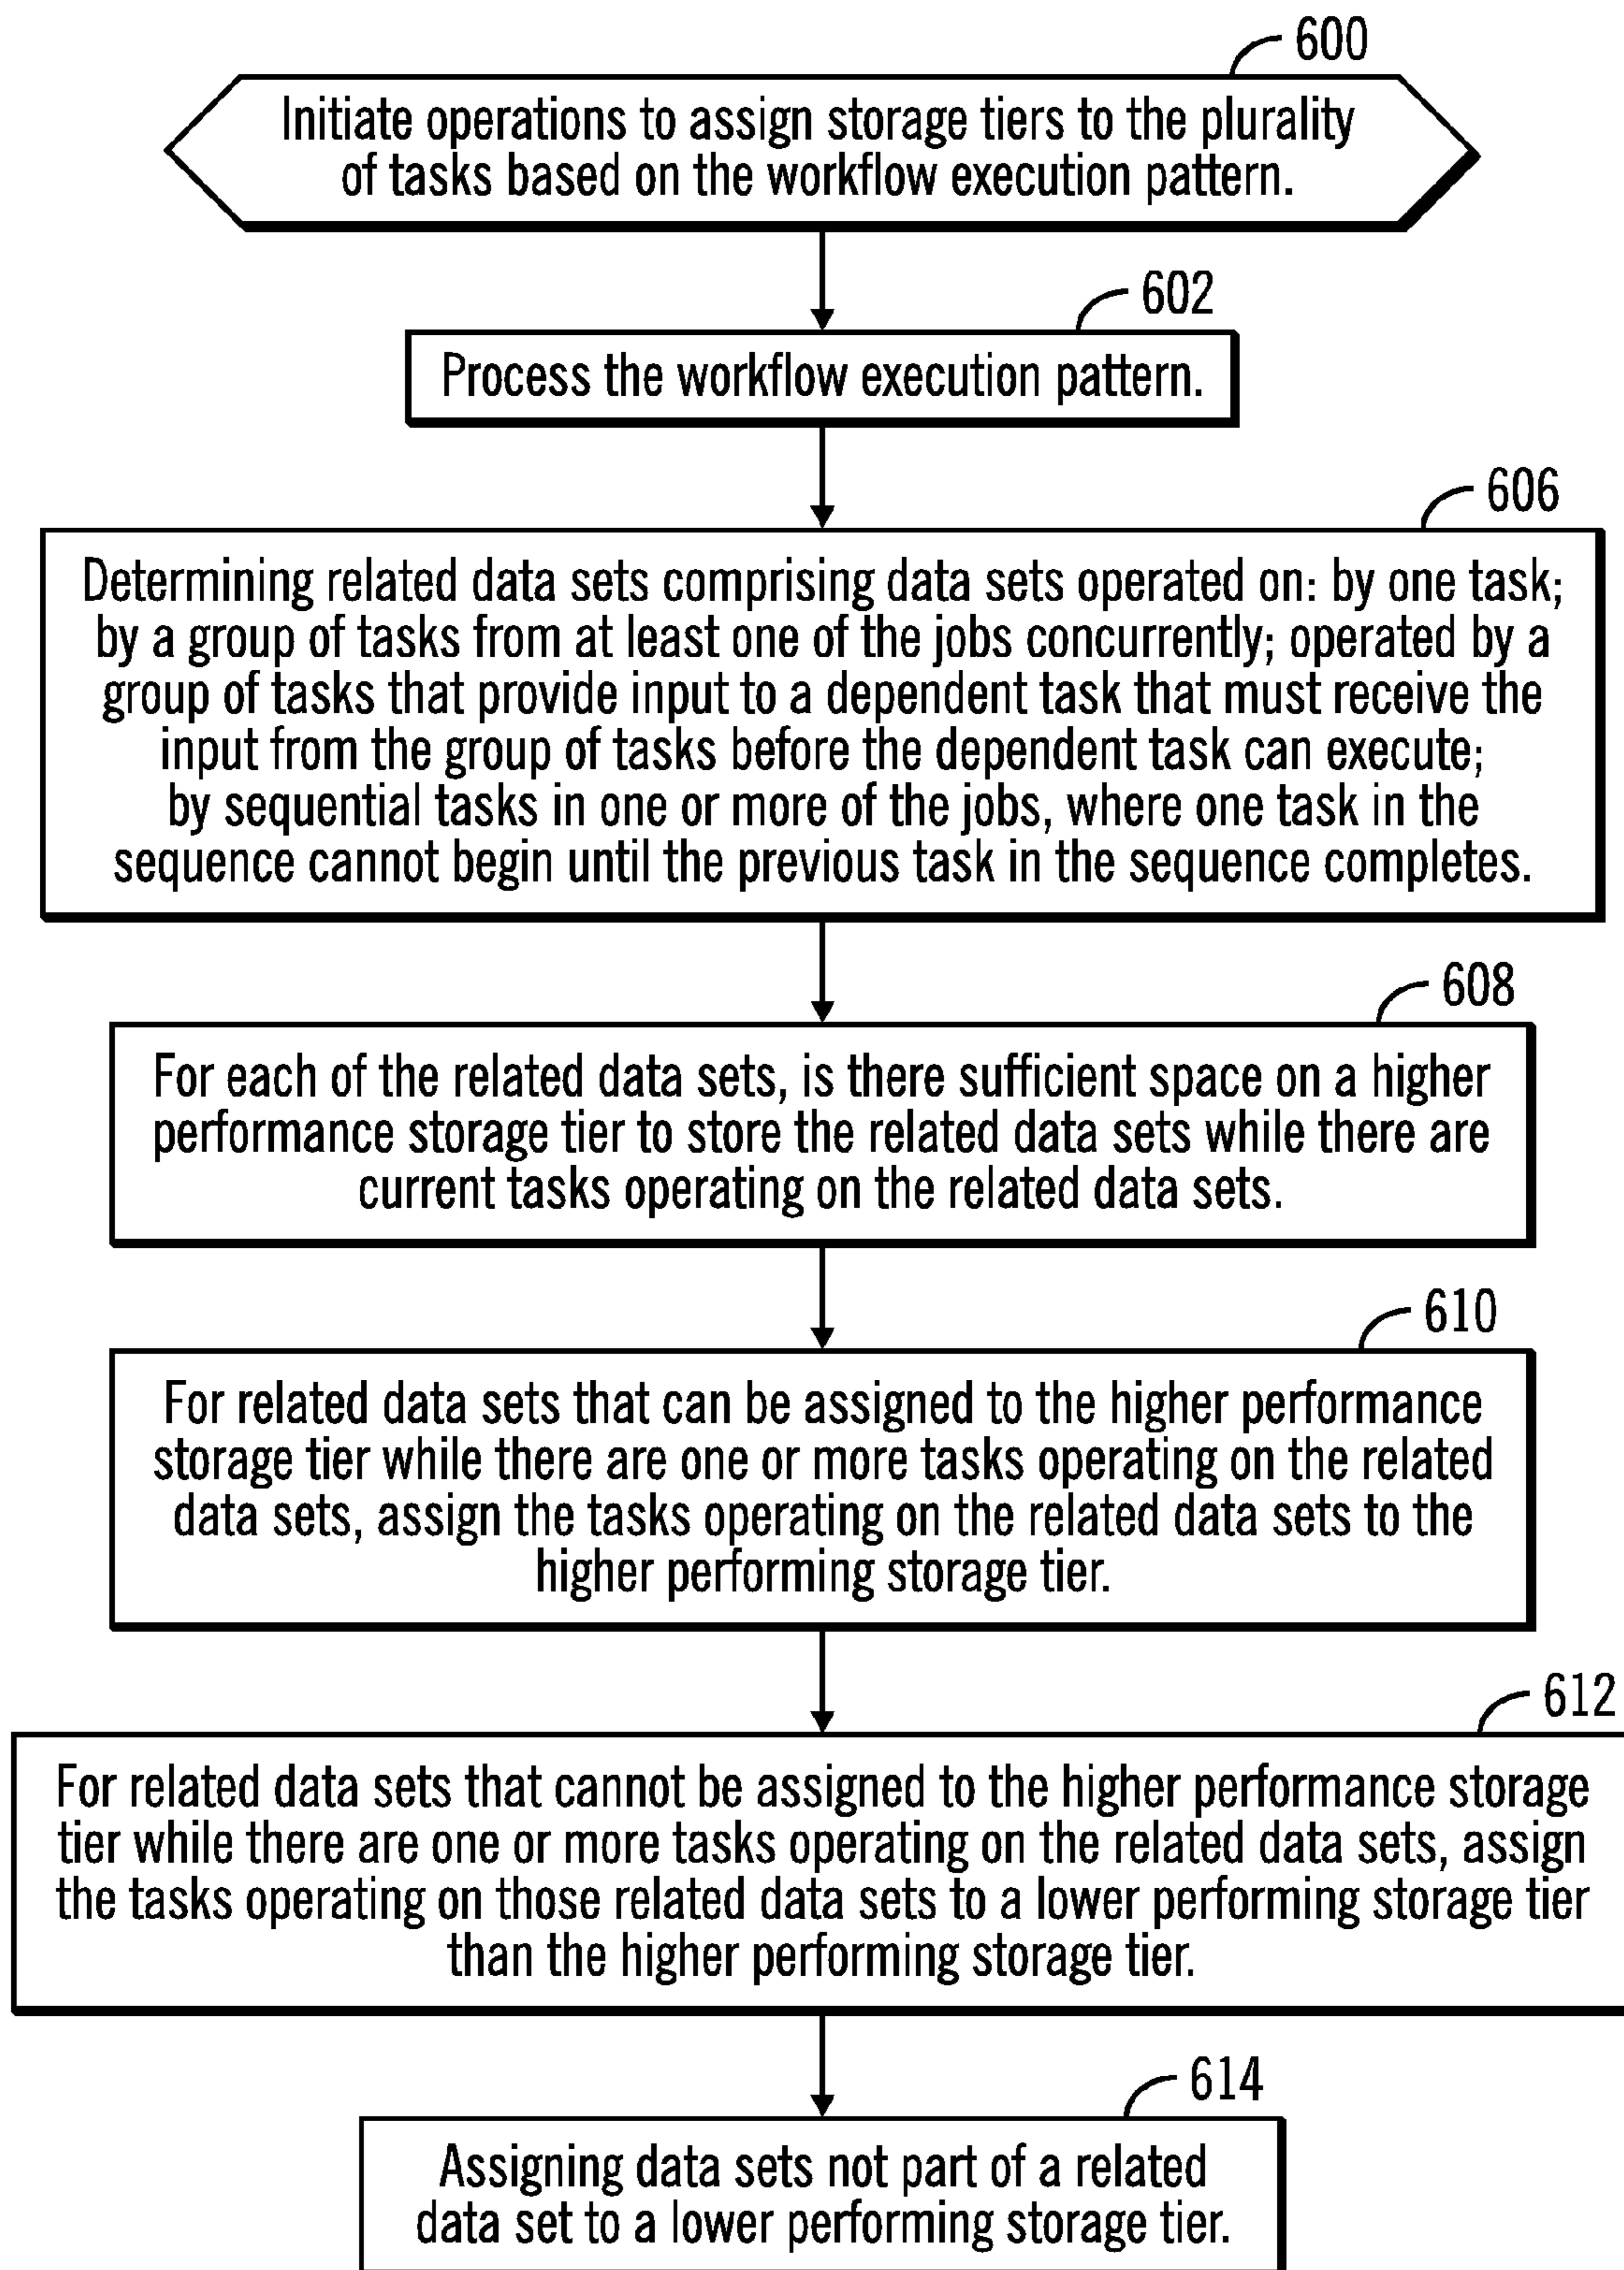 600
Initiate operations to assign storage tiers to the plurality
of tasks based on the workflow execution pattern.
602
Process the workflow execution pattern.
606
Determining related data sets comprising data sets operated on: by one task;
by a group of tasks from at least one of the jobs concurrently; operated by a
group of tasks that provide input to a dependent task that must receive the
input from the group of tasks before the dependent task can execute;
by sequential tasks in one or more of the jobs, where one task in the
sequence cannot begin until the previous task in the sequence completes.
608
For each of the related data sets, is there sufficient space on a higher
performance storage tier to store the related data sets while there are
current tasks operating on the related data sets.
610
For related data sets that can be assigned to the higher performance
storage tier while there are one or more tasks operating on the related
data sets, assign the tasks operating on the related data sets to the
higher performing storage tier.
612
For related data sets that cannot be assigned to the higher performance storage
tier while there are one or more tasks operating on the related data sets, assign
the tasks operating on those related data sets to a lower performing storage tier
than the higher performing storage tier.
614
Assigning data sets not part of a related
data set to a lower performing storage tier.